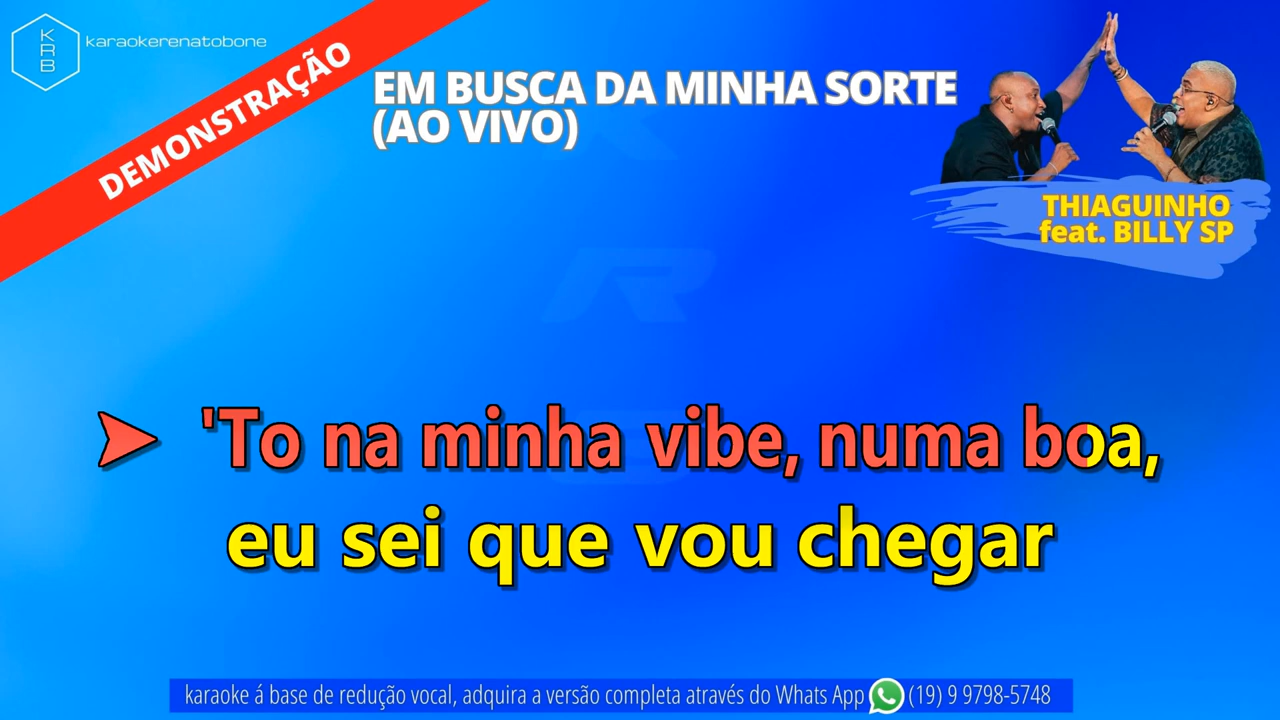 KRB
karaokerenatobone
DEMONSTRAÇÃO
EM BUSCA DA MINHA SORTE
(AO VIVO)
THIAGUINHO
feat. BILLY SP
'To na minha vibe, numa boa,
eu sei que vou chegar
karaoke á base de redução vocal, adquira a versão completa através do Whats App (19) 9 9798-5748